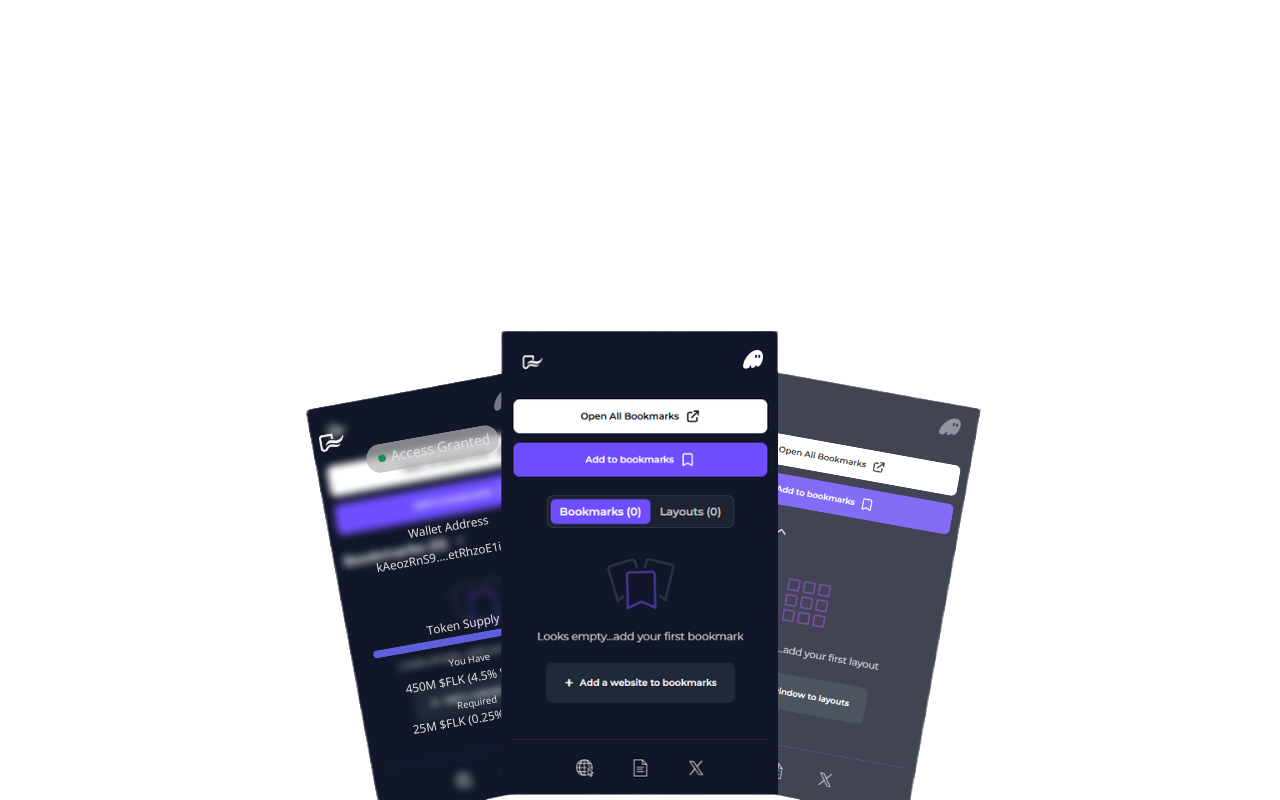 Access Granted
Wallet Address
kAeozRnS9....etRhzoE1i
Token Supply
You Have
450M $FLK (4.5%
Required
25M $FLK (0.25%
Open All Bookmarks
Add to bookmarks
Bookmarks (0)
Layouts (0)
Looks empty...add your first bookmark
+ Add a website to bookmarks
Open All Bookmarks
Add to bookmarks
...add your first layout
window to layouts